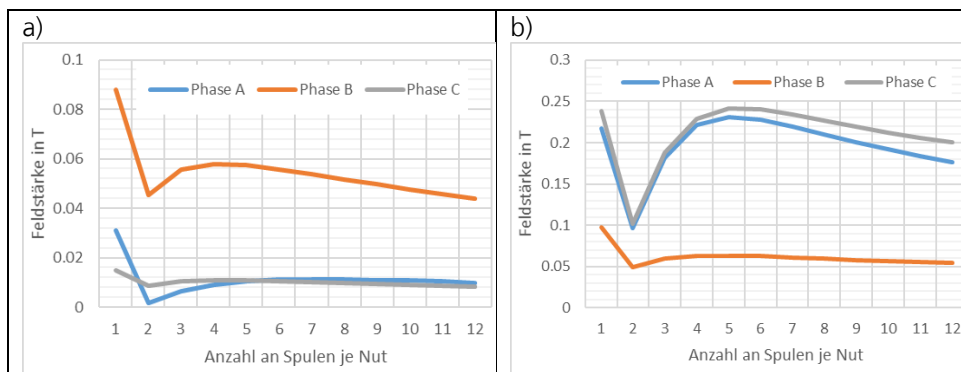 a)
0.1
0.08
0.06
0.04
0.02
0
Feldstärke in T
Phase A Phase B Phase C
1 2 3 4 5 6 7 8 9 10 11 12
Anzahl an Spulen je Nut
b)
0.3
0.25
0.2
0.15
0.1
0.05
0
Feldstärke in T
Phase A Phase B Phase C
1 2 3 4 5 6 7 8 9 10 11 12
Anzahl an Spulen je Nut